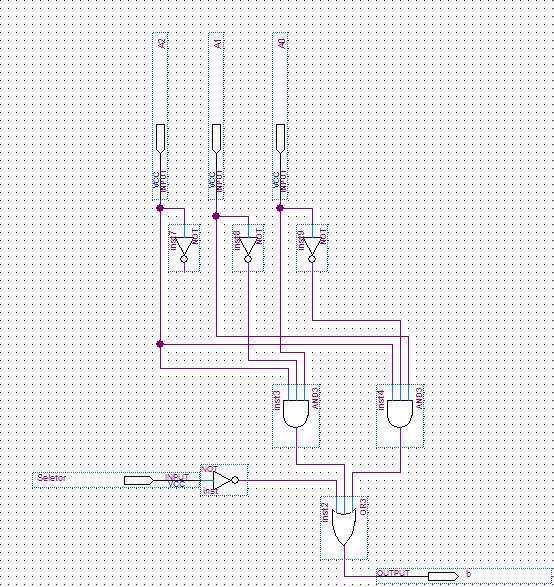 A2
A1
A0
VCC
INPUT
VCC
INPUT
VCC
INPUT
inst7
NOT
inst8
NOT
inst9
NOT
inst3
AND3
inst4
AND3
Seletor
INPUT
VCC
NOT
inst
inst2
OR3
OUTPUT
b